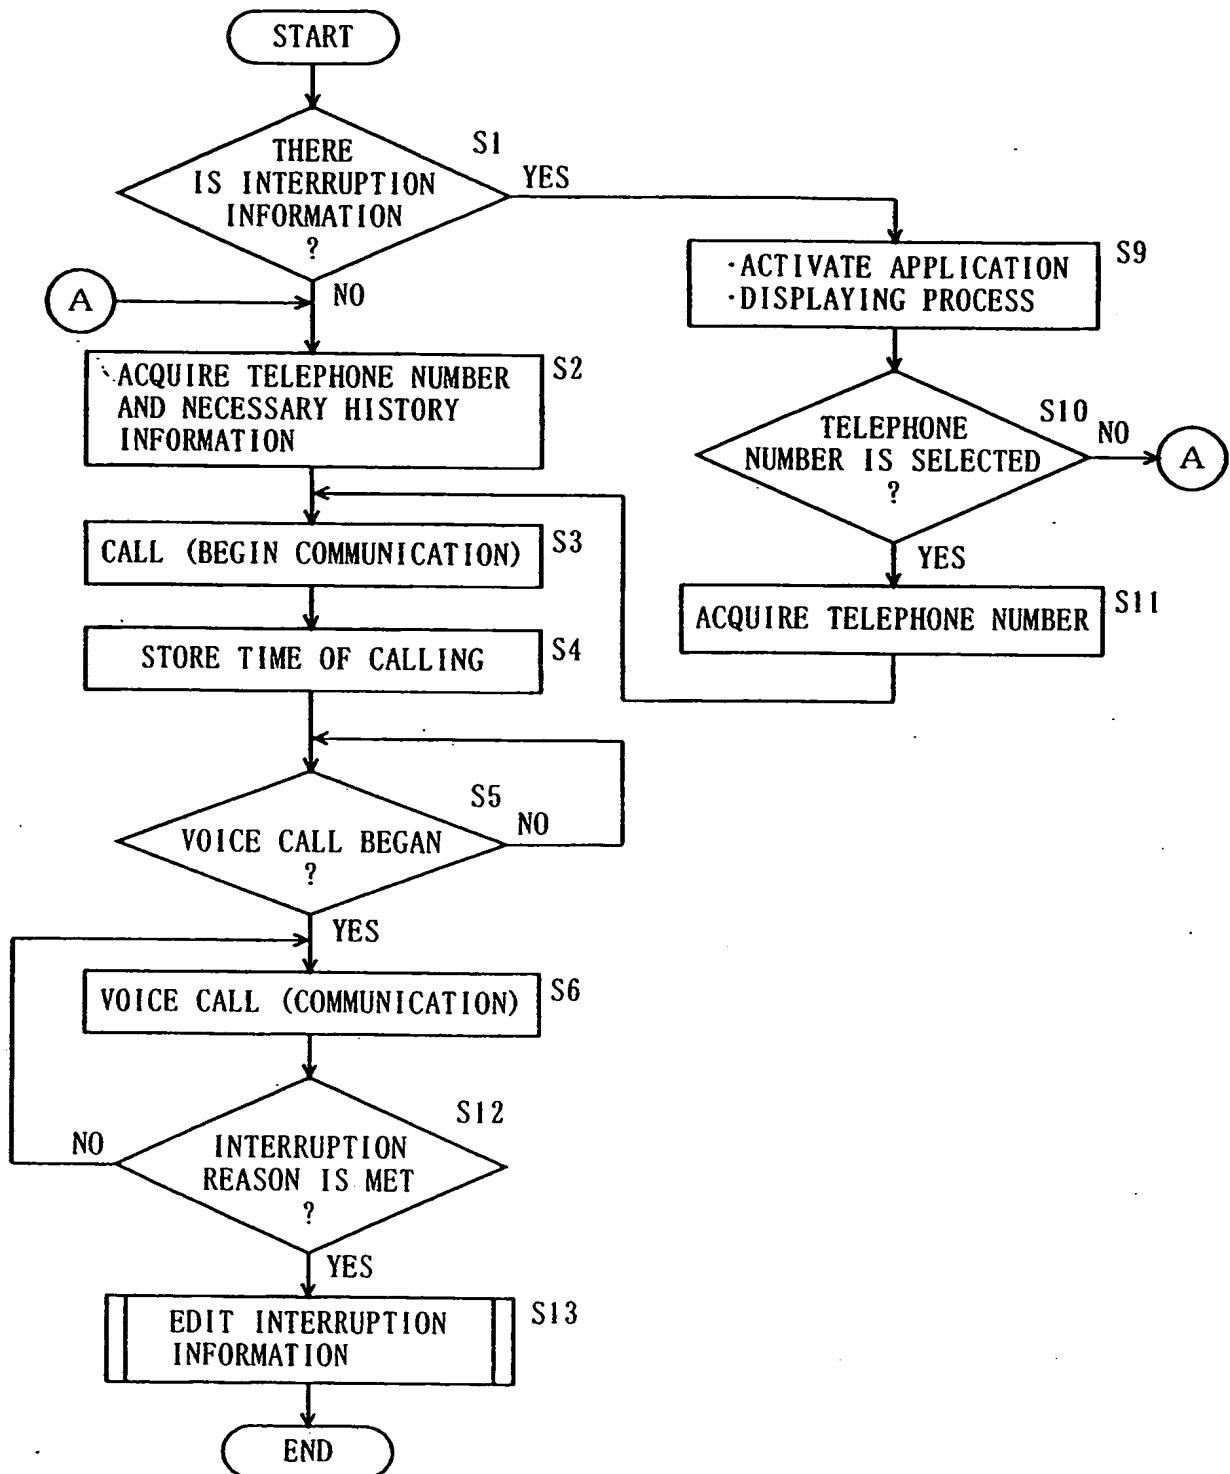 START
THERE
IS INTERRUPTION
INFORMATION
?
S1
YES
NO
A
ACQUIRE TELEPHONE NUMBER
AND NECESSARY HISTORY
INFORMATION
S2
CALL (BEGIN COMMUNICATION)
S3
STORE TIME OF CALLING
S4
VOICE CALL BEGAN
?
S5
NO
YES
VOICE CALL (COMMUNICATION)
S6
INTERRUPTION
REASON IS MET
?
S12
NO
YES
EDIT INTERRUPTION
INFORMATION
S13
END
·ACTIVATE APPLICATION
·DISPLAYING PROCESS
S9
TELEPHONE
NUMBER IS SELECTED
?
S10
NO
A
YES
ACQUIRE TELEPHONE NUMBER
S11